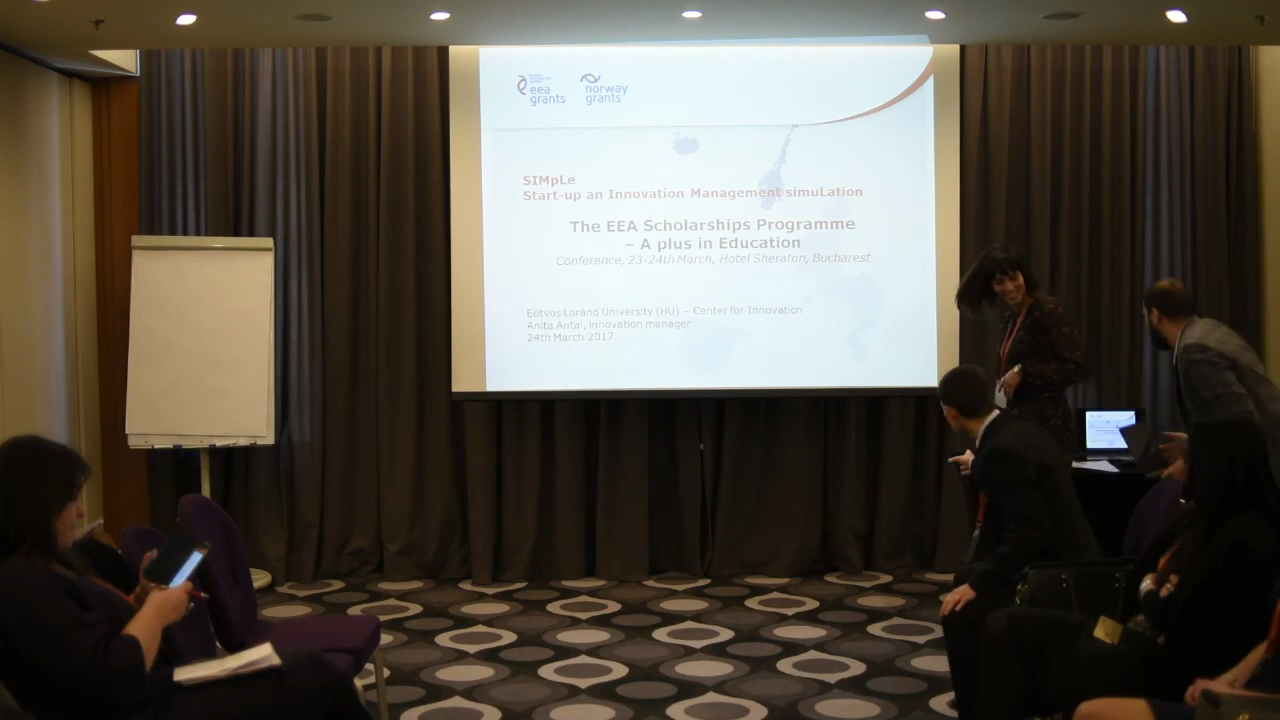 eea
grants
norway
grants
SIMpLe
Start-up an Innovation Management simuLation
The EEA Scholarships Programme
– A plus in Education
Conference, 23-24th March, Hotel Sheraton, Bucharest
Eötvös Loránd University (HU) – Center for Innovation
Anita Antal, innovation manager
24th March 2017.